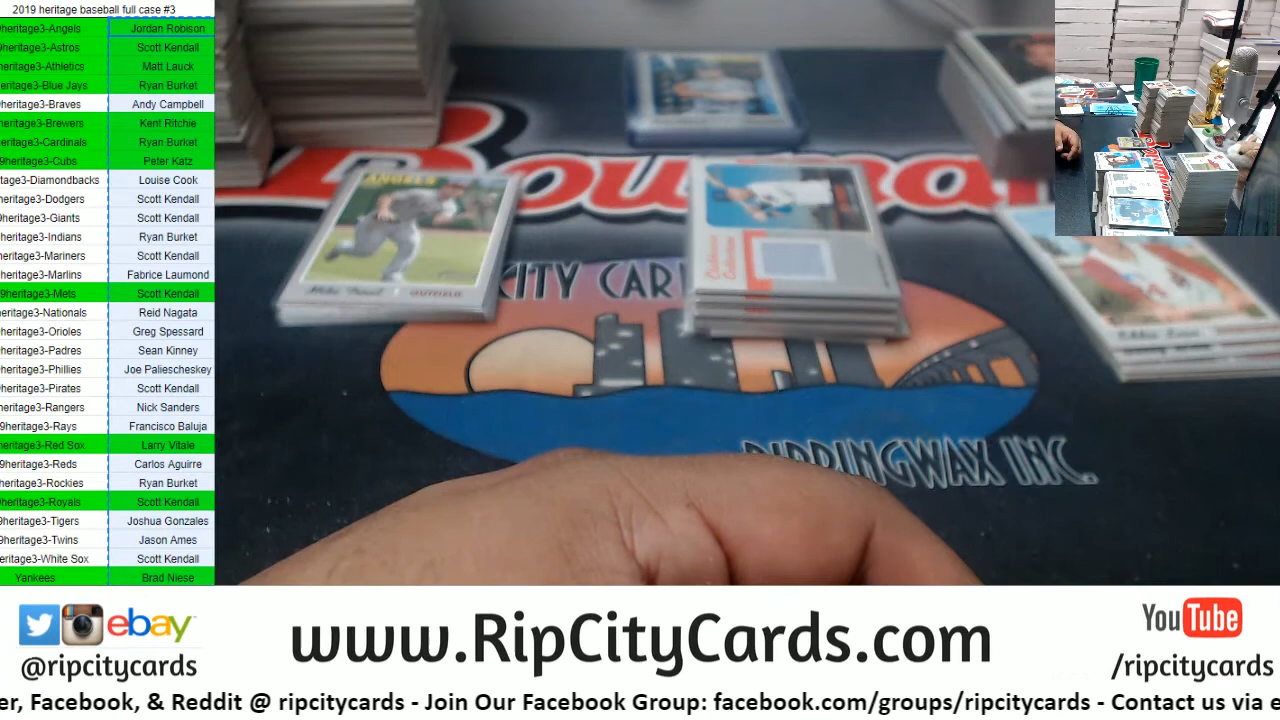 2019 heritage baseball full case #3
9heritage3-Angels Jordan Robison
9heritage3-Astros Scott Kendall
heritage3-Athletics Matt Lauck
eritage3-Blue Jays Ryan Burket
9heritage3-Braves Andy Campbell
heritage3-Brewers Kent Ritchie
heritage3-Cardinals Ryan Burket
9heritage3-Cubs Peter Katz
tage3-Diamondbacks Louise Cook
heritage3-Dodgers Scott Kendall
9heritage3-Giants Scott Kendall
heritage3-Indians Ryan Burket
heritage3-Mariners Scott Kendall
heritage3-Marlins Fabrice Laumond
9heritage3-Mets Scott Kendall
heritage3-Nationals Reid Nagata
heritage3-Orioles Greg Spessard
heritage3-Padres Sean Kinney
heritage3-Phillies Joe Paliescheskey
heritage3-Pirates Scott Kendall
heritage3-Rangers Nick Sanders
9heritage3-Rays Francisco Baluja
heritage3-Red Sox Larry Vitale
9heritage3-Reds Carlos Aguirre
heritage3-Rockies Ryan Burket
heritage3-Royals Scott Kendall
9heritage3-Tigers Joshua Gonzales
9heritage3-Twins Jason Ames
eritage3-White Sox Scott Kendall
Yankees Brad Niese
ANGELS
OUTFIELD
Bowman
CITY CAR
RIPPINGWAX INC.
ebay
@ripcitycards
www.RipCityCards.com
YouTube
/ripcitycards
er, Facebook, & Reddit @ ripcitycards - Join Our Facebook Group: facebook.com/groups/ripcitycards - Contact us via e